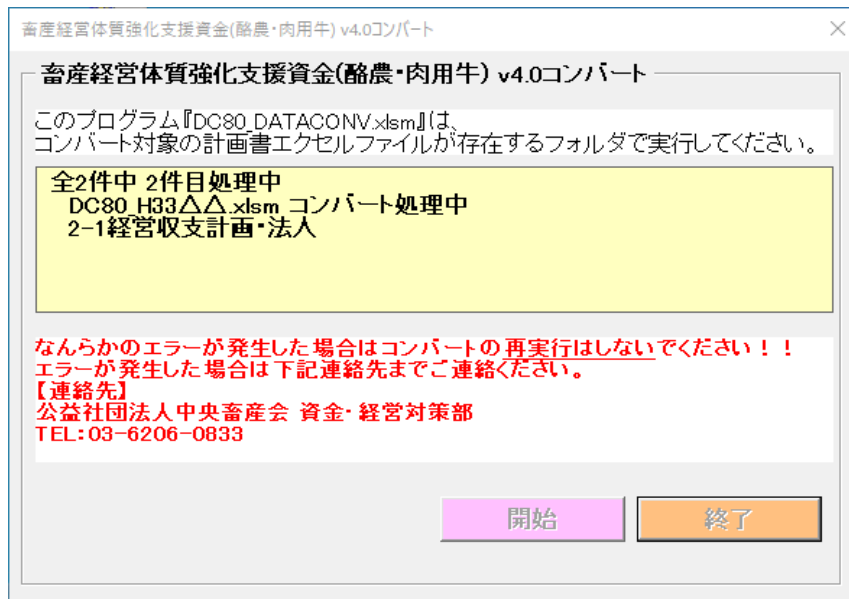 畜産経営体質強化支援資金(酪農・肉用牛) v4.0コンバート
畜産経営体質強化支援資金(酪農・肉用牛) v4.0コンバート
このプログラム『DC80_DATACONV.xlsm』は、
コンバート対象の計画書エクセルファイルが存在するフォルダで実行してください。
全2件中 2件目処理中
DC80_H33△△.xlsm コンバート処理中
2-1経営収支計画・法人
なんらかのエラーが発生した場合はコンバートの再実行はしないでください！！
エラーが発生した場合は下記連絡先までご連絡ください。
【連絡先】
公益社団法人中央畜産会 資金・経営対策部
TEL:03-6206-0833
開始
終了